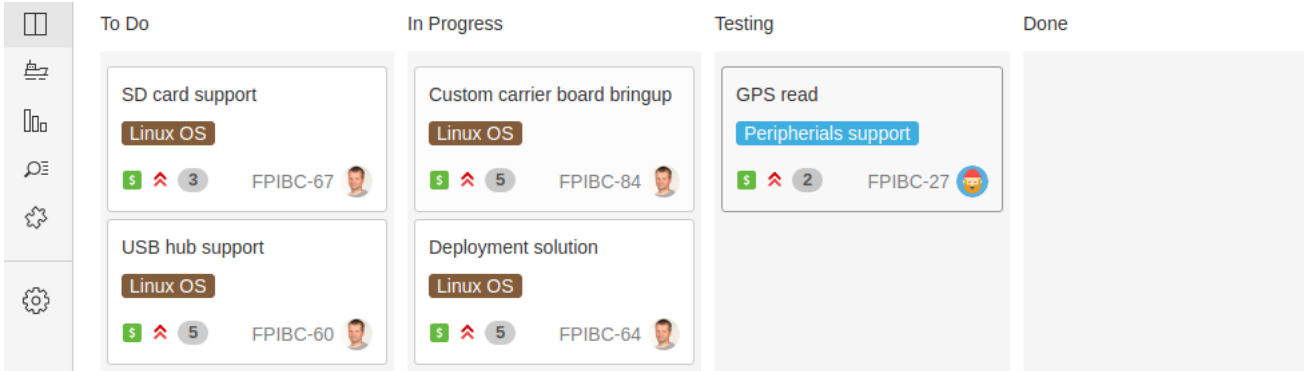 To Do
In Progress
Testing
Done
SD card support
Linux OS
3
FPIBC-67
USB hub support
Linux OS
5
FPIBC-60
Custom carrier board bringup
Linux OS
5
FPIBC-84
Deployment solution
Linux OS
5
FPIBC-64
GPS read
Peripherials support
2
FPIBC-27